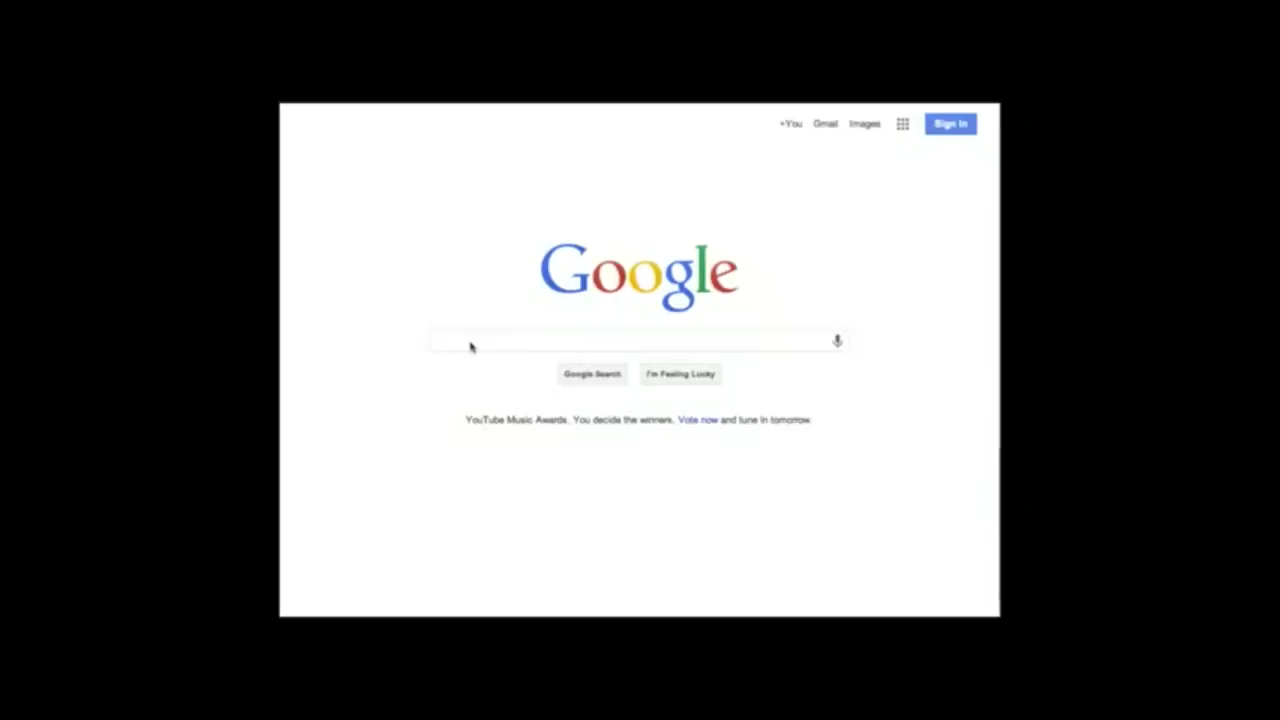 +You Gmail Images Sign in
Google
Google Search I'm Feeling Lucky
YouTube Music Awards. You decide the winners. Vote now and tune in tomorrow.